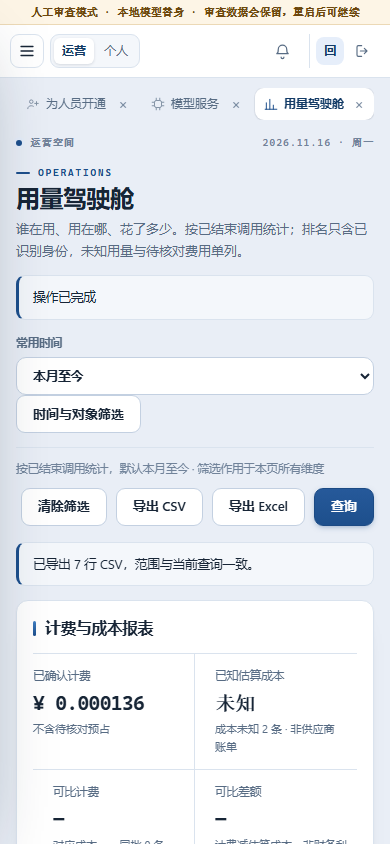 人工审查模式 · 本地模型替身 · 审查数据会保留，重启后可继续
运营 个人 回
为人员开通 × 模型服务 × 用量驾驶舱 ×
运营空间 2026.11.16 · 周一
OPERATIONS
用量驾驶舱
谁在用、用在哪、花了多少。按已结束调用统计；排名只含已
识别身份，未知用量与待核对费用单列。
操作已完成
常用时间
本月至今
时间与对象筛选
按已结束调用统计，默认本月至今 · 筛选作用于本页所有维度
清除筛选 导出 CSV 导出 Excel 查询
已导出 7 行 CSV，范围与当前查询一致。
计费与成本报表
已确认计费 已知估算成本
¥ 0.000136 未知
不含待核对预占 成本未知 2 条 · 非供应商
账单
可比计费 可比差额
— —